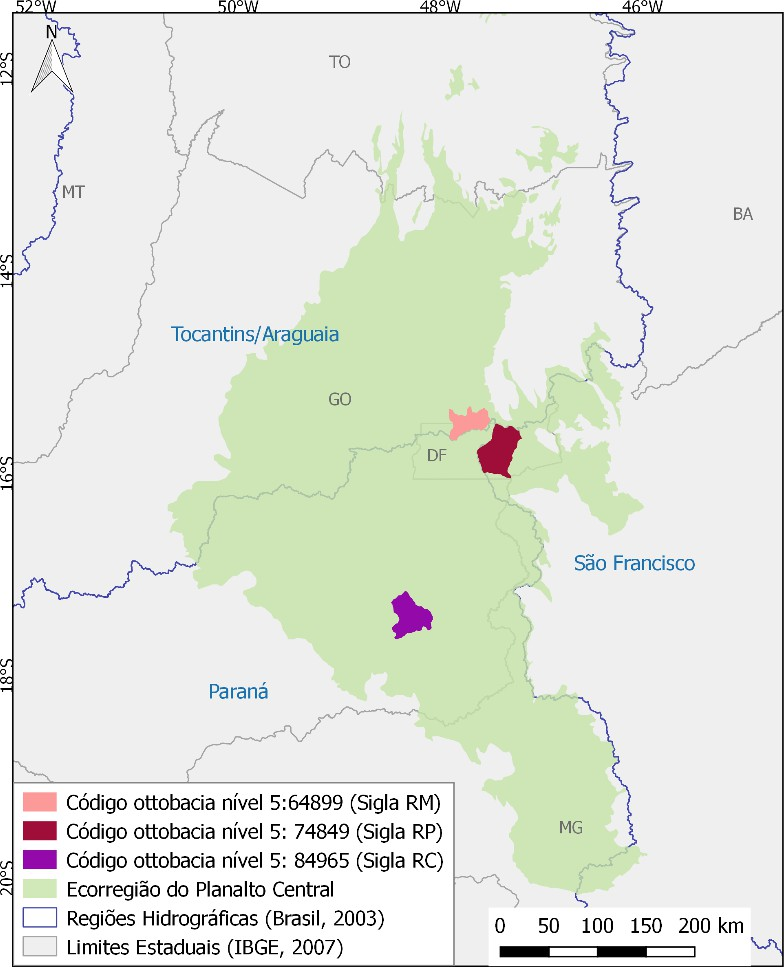 52°W 50°W 48°W 46°W
N
12°S
TO
MT
BA
14°S
Tocantins/Araguaia
GO
DF
16°S
São Francisco
18°S
Paraná
Código ottobacia nível 5:64899 (Sigla RM)
Código ottobacia nível 5: 74849 (Sigla RP)
Código ottobacia nível 5: 84965 (Sigla RC)
MG
Ecorregião do Planalto Central
20°S
Regiões Hidrográficas (Brasil, 2003)
Limites Estaduais (IBGE, 2007)
0 50 100 150 200 km